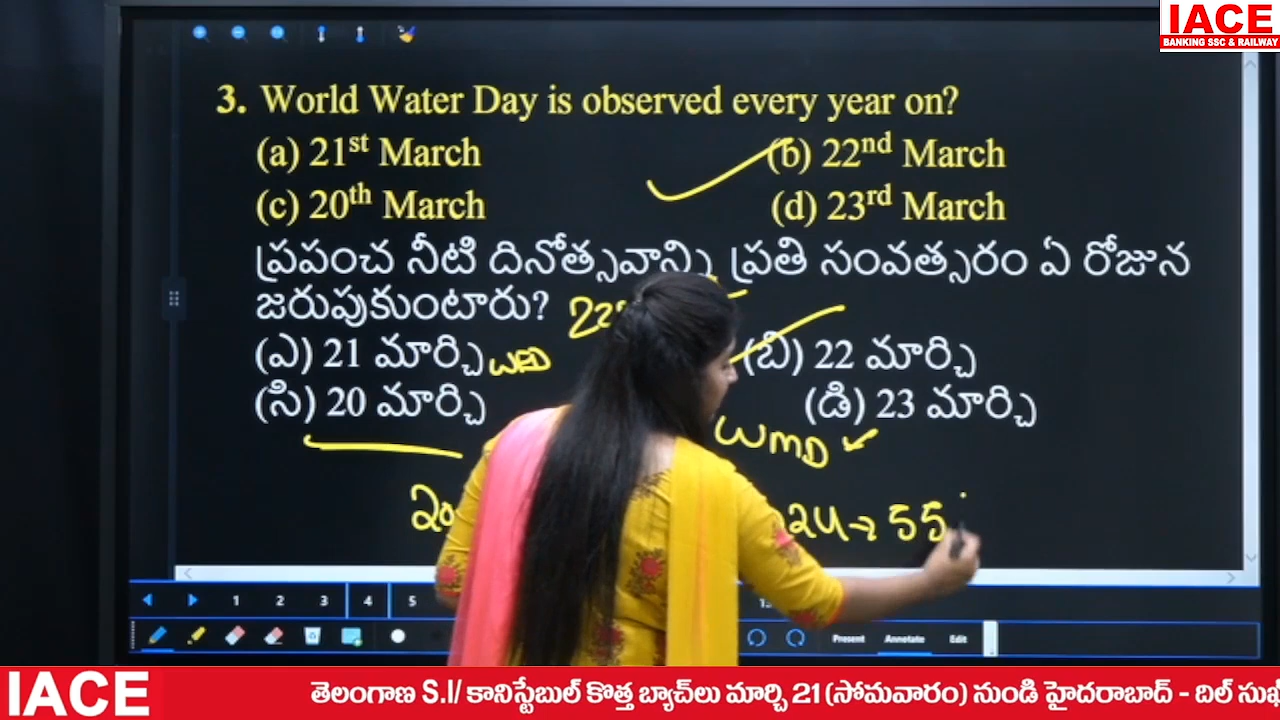 IACE
BANKING SSC & RAILWAY
3. World Water Day is observed every year on?
(a) 21st March (b) 22nd March
(c) 20th March (d) 23rd March
ప్రపంచ నీటి దినోత్సవాన్ని ప్రతి సంవత్సరం ఏ రోజున
జరుపుకుంటారు?
(ఎ) 21 మార్చి (బి) 22 మార్చి
(సి) 20 మార్చి (డి) 23 మార్చి
WMD
24→55
1 2 3 4 5
Present Annotate Edit
IACE తెలంగాణ S.I/ కానిస్టేబుల్ కొత్త బ్యాచ్‌లు మార్చి 21 (సోమవారం) నుండి హైదరాబాద్ - దిల్